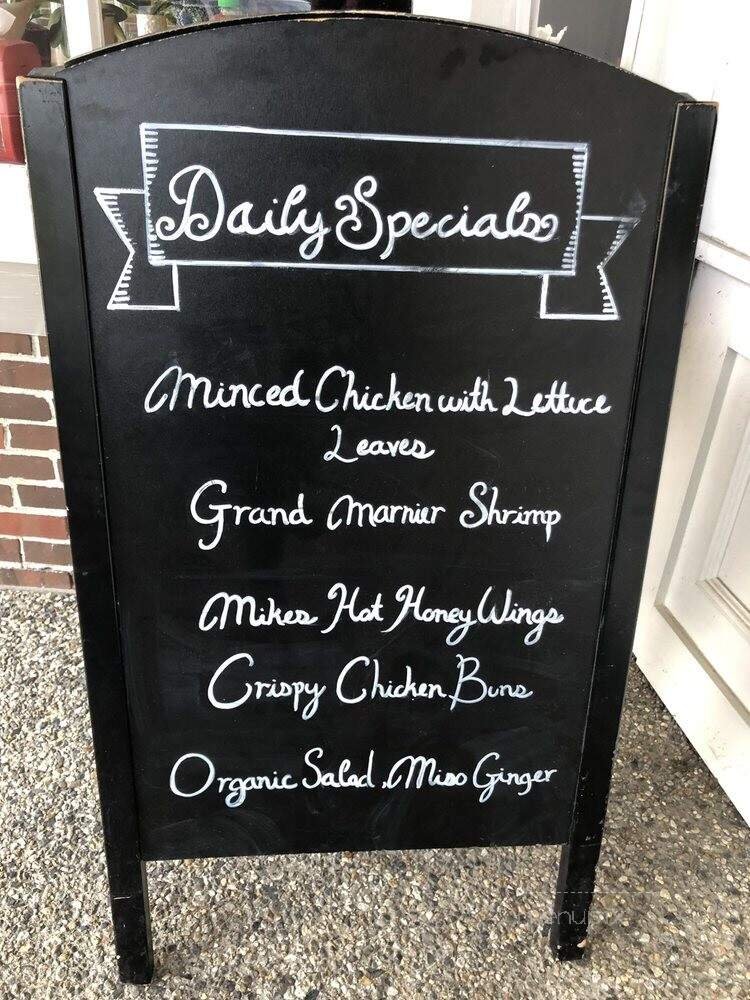 Daily Specials
Minced Chicken with Lettuce
Leaves
Grand Marnier Shrimp
Mikes Hot Honey Wings
Crispy Chicken Buns
Organic Salad, Miso Ginger